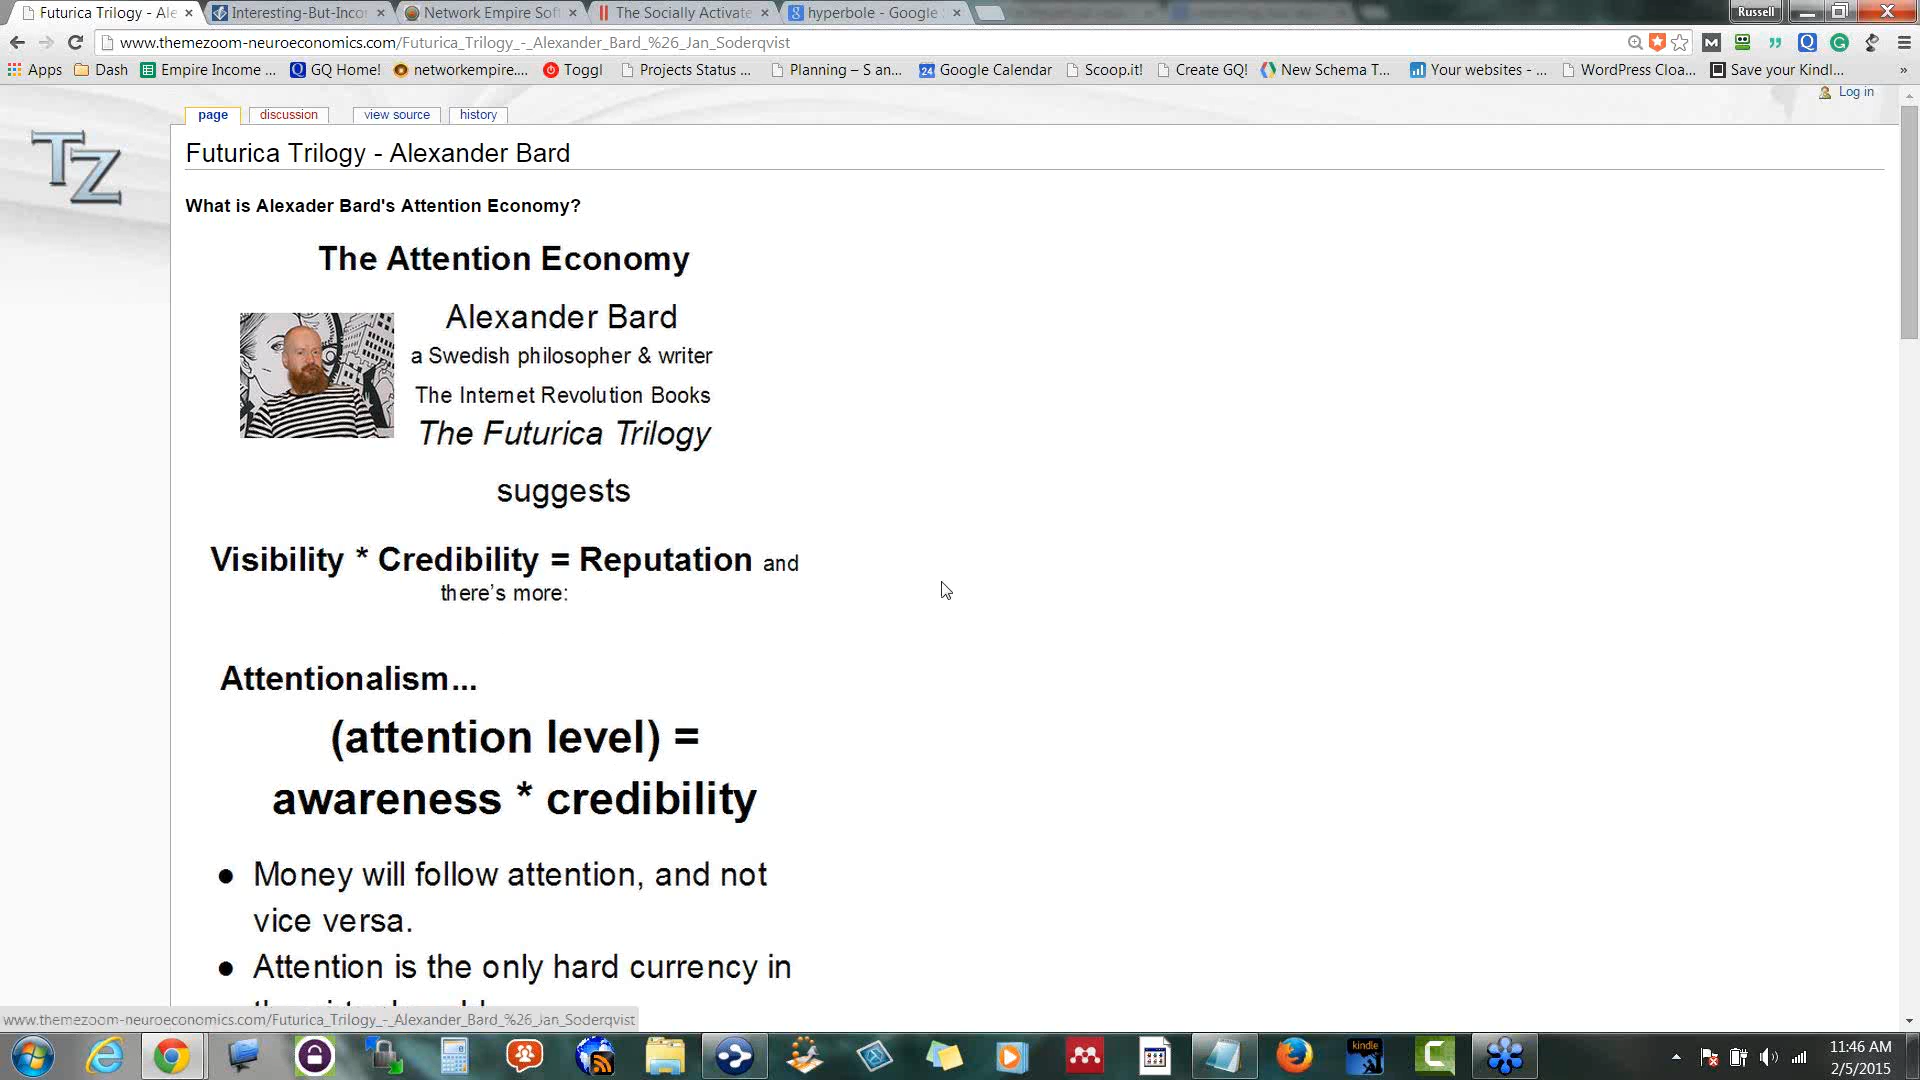 Futurica Trilogy - Ale
Interesting-But-Incor
Network Empire Sof
The Socially Activate
hyperbole - Google
Russell
www.themezoom-neuroeconomics.com/Futurica_Trilogy_-_Alexander_Bard_%26_Jan_Soderqvist
Apps Dash Empire Income ... GQ Home! networkempire.... Toggl Projects Status ... Planning – S an... Google Calendar Scoop.it! Create GQ! New Schema T... Your websites - ... WordPress Cloa... Save your Kindl... »
Log in
page discussion view source history
TZ
Futurica Trilogy - Alexander Bard
What is Alexader Bard's Attention Economy?
The Attention Economy
Alexander Bard
a Swedish philosopher & writer
The Internet Revolution Books
The Futurica Trilogy
suggests
Visibility * Credibility = Reputation and
there’s more:
Attentionalism...
(attention level) =
awareness * credibility
● Money will follow attention, and not
vice versa.
● Attention is the only hard currency in
www.themezoom-neuroeconomics.com/Futurica_Trilogy_-_Alexander_Bard_%26_Jan_Soderqvist
kindle
11:46 AM
2/5/2015